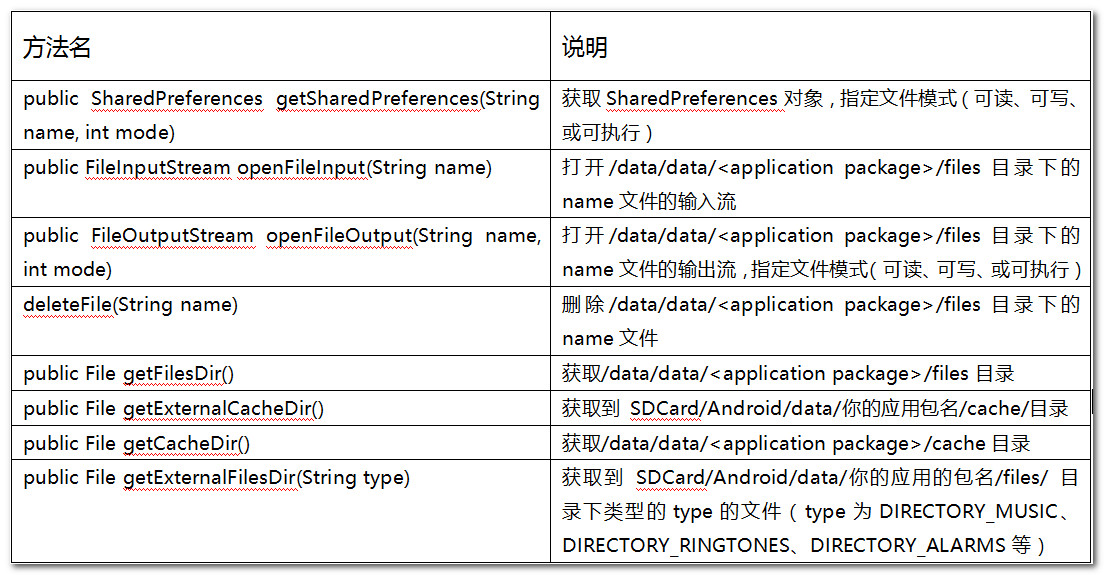 方法名
说明
public SharedPreferences getSharedPreferences(String
name, int mode)
获取 SharedPreferences 对象，指定文件模式（可读、可写、
或可执行）
public FileInputStream openFileInput(String name)
打开/data/data/<application package>/files 目录下的
name 文件的输入流
public FileOutputStream openFileOutput(String name,
int mode)
打开/data/data/<application package>/files 目录下的
name 文件的输出流，指定文件模式（可读、可写、或可执行）
deleteFile(String name)
删除/data/data/<application package>/files 目录下的
name 文件
public File getFilesDir()
获取/data/data/<application package>/files 目录
public File getExternalCacheDir()
获取到 SDCard/Android/data/你的应用包名/cache/目录
public File getCacheDir()
获取/data/data/<application package>/cache 目录
public File getExternalFilesDir(String type)
获取到 SDCard/Android/data/你的应用的包名/files/ 目
录下类型的 type 的文件（type 为 DIRECTORY_MUSIC、
DIRECTORY_RINGTONES、DIRECTORY_ALARMS 等）